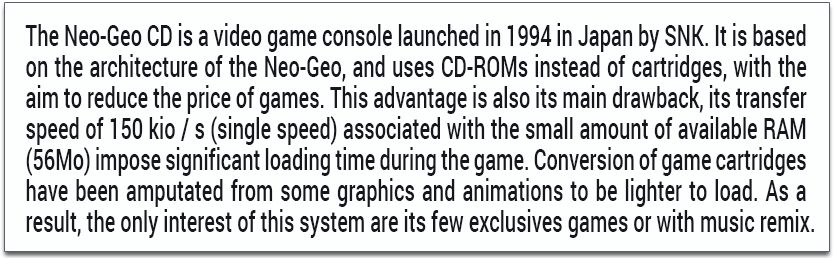 The Neo-Geo CD is a video game console launched in 1994 in Japan by SNK. It is based
on the architecture of the Neo-Geo, and uses CD-ROMs instead of cartridges, with the
aim to reduce the price of games. This advantage is also its main drawback, its transfer
speed of 150 kio / s (single speed) associated with the small amount of available RAM
(56Mo) impose significant loading time during the game. Conversion of game cartridges
have been amputated from some graphics and animations to be lighter to load. As a
result, the only interest of this system are its few exclusives games or with music remix.